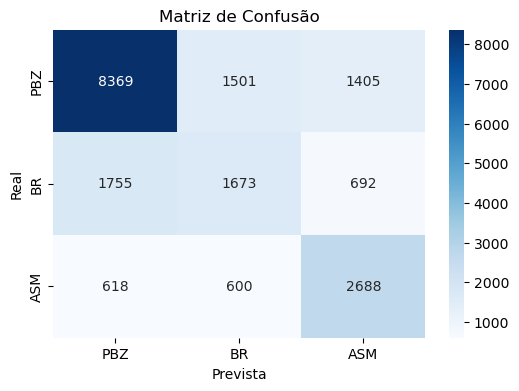 Matriz de Confusão
PBZ 8369 1501 1405
BR 1755 1673 692
ASM 618 600 2688
PBZ BR ASM
Real
Prevista
8000
7000
6000
5000
4000
3000
2000
1000